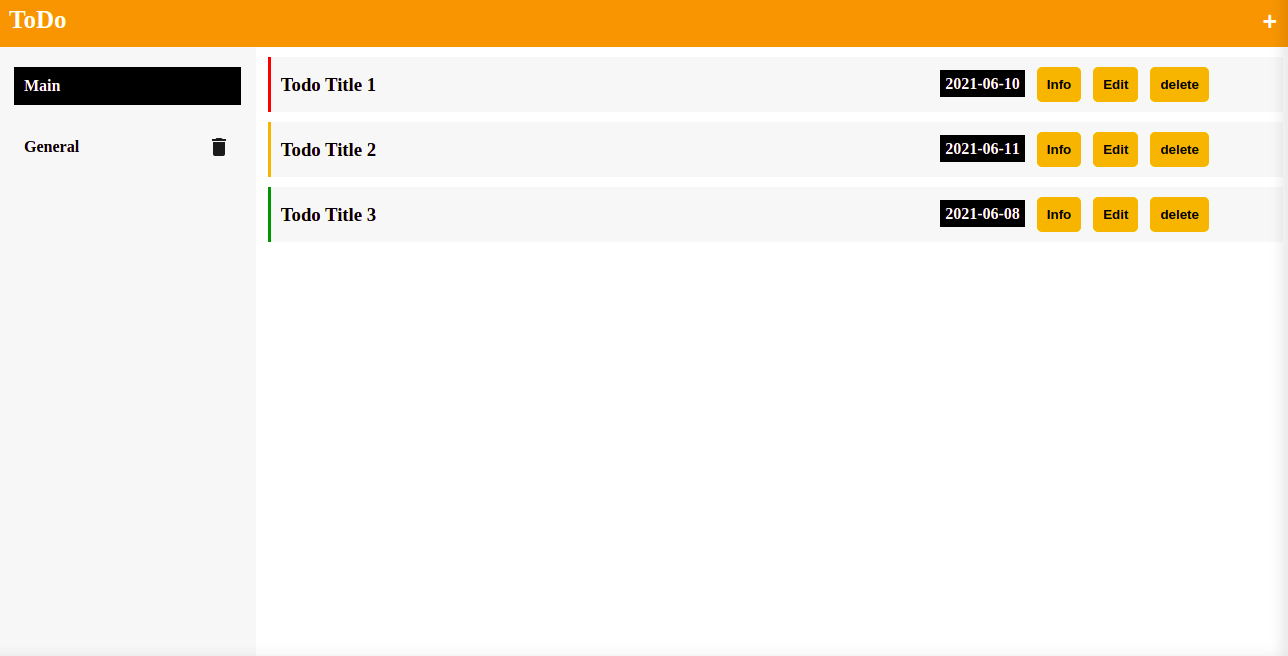 ToDo +
Main
General
Todo Title 1 2021-06-10 Info Edit delete
Todo Title 2 2021-06-11 Info Edit delete
Todo Title 3 2021-06-08 Info Edit delete